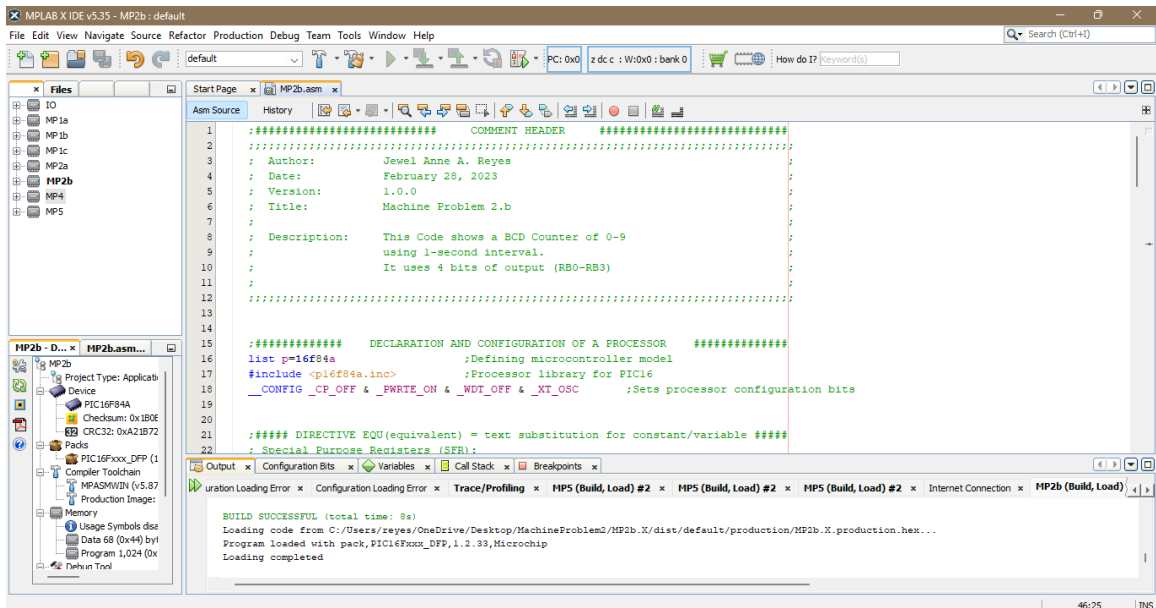 MPLAB X IDE v5.35 - MP2b : default
File Edit View Navigate Source Refactor Production Debug Team Tools Window Help
Search (Ctrl+I)
default
PC: 0x0
z dc c : W:0x0 : bank 0
How do I?
Keyword(s)
Files
IO
MP1a
MP1b
MP1c
MP2a
MP2b
MP4
MP5
Start Page
MP2b.asm
Asm Source
History
1 ;########################### COMMENT HEADER ############################
2 ;;;;;;;;;;;;;;;;;;;;;;;;;;;;;;;;;;;;;;;;;;;;;;;;;;;;;;;;;;;;;;;;;;;;;;;;;;;;;;;;;
3 ; Author: Jewel Anne A. Reyes ;
4 ; Date: February 28, 2023 ;
5 ; Version: 1.0.0 ;
6 ; Title: Machine Problem 2.b ;
7 ; ;
8 ; Description: This Code shows a BCD Counter of 0-9 ;
9 ; using 1-second interval. ;
10 ; It uses 4 bits of output (RB0-RB3) ;
11 ; ;
12 ;;;;;;;;;;;;;;;;;;;;;;;;;;;;;;;;;;;;;;;;;;;;;;;;;;;;;;;;;;;;;;;;;;;;;;;;;;;;;;;;;
13
14
15 ;############# DECLARATION AND CONFIGURATION OF A PROCESSOR ##############
16 list p=16f84a ;Defining microcontroller model
17 #include <p16f84a.inc> ;Processor library for PIC16
18 __CONFIG _CP_OFF & _PWRTE_ON & _WDT_OFF & _XT_OSC ;Sets processor configuration bits
19
20
21 ;##### DIRECTIVE EQU(equivalent) = text substitution for constant/variable #####
22 ; Special Purpose Registers (SFR):
MP2b - D...
MP2b.asm...
MP2b
Project Type: Applicati
Device
PIC16F84A
Checksum: 0x1B0E
CRC32: 0xA21B72
Packs
PIC16Fxxx_DFP (1
Compiler Toolchain
MPASMWIN (v5.87
Production Image:
Memory
Usage Symbols disa
Data 68 (0x44) byt
Program 1,024 (0x
Debug Tool
Output
Configuration Bits
Variables
Call Stack
Breakpoints
uration Loading Error
Configuration Loading Error
Trace/Profiling
MP5 (Build, Load) #2
MP5 (Build, Load) #2
MP5 (Build, Load) #2
Internet Connection
MP2b (Build, Load)
BUILD SUCCESSFUL (total time: 8s)
Loading code from C:/Users/reyes/OneDrive/Desktop/MachineProblem2/MP2b.X/dist/default/production/MP2b.X.production.hex...
Program loaded with pack,PIC16Fxxx_DFP,1.2.33,Microchip
Loading completed
46:25
INS